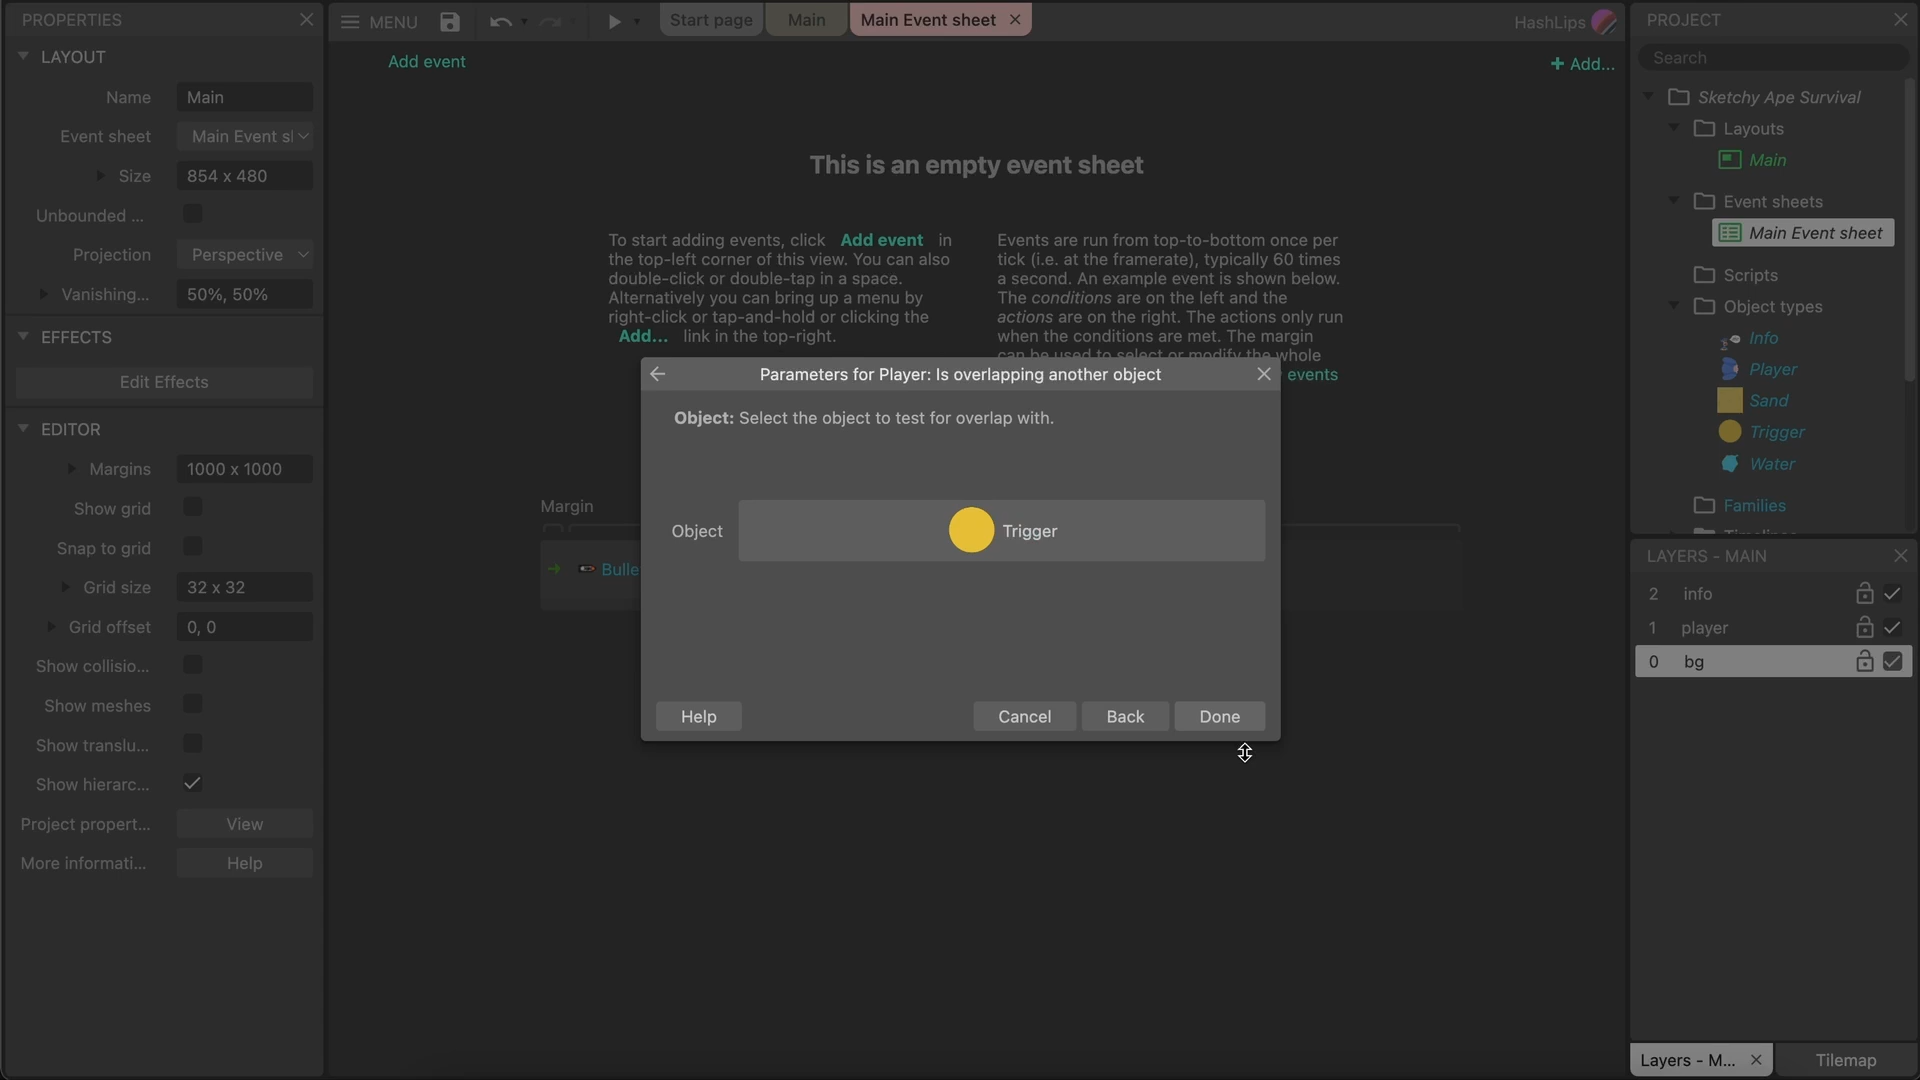 PROPERTIES
LAYOUT
Name Main
Event sheet Main Event sl
Size 854 x 480
Unbounded ...
Projection Perspective
Vanishing... 50%, 50%
EFFECTS
Edit Effects
EDITOR
Margins 1000 x 1000
Show grid
Snap to grid
Grid size 32 x 32
Grid offset 0, 0
Show collisio...
Show meshes
Show translu...
Show hierarc...
Project propert... View
More informati... Help
MENU
Start page
Main
Main Event sheet
HashLips
Add event
+ Add...
This is an empty event sheet
To start adding events, click Add event in
the top-left corner of this view. You can also
double-click or double-tap in a space.
Alternatively you can bring up a menu by
right-click or tap-and-hold or clicking the
Add... link in the top-right.
Events are run from top-to-bottom once per
tick (i.e. at the framerate), typically 60 times
a second. An example event is shown below.
The conditions are on the left and the
actions are on the right. The actions only run
when the conditions are met. The margin
can be used to select or modify the whole
events
Margin
Bulle
Parameters for Player: Is overlapping another object
Object: Select the object to test for overlap with.
Object Trigger
Help
Cancel
Back
Done
PROJECT
Search
Sketchy Ape Survival
Layouts
Main
Event sheets
Main Event sheet
Scripts
Object types
Info
Player
Sand
Trigger
Water
Families
Timelines
LAYERS - MAIN
2 info
1 player
0 bg
Layers - M...
Tilemap